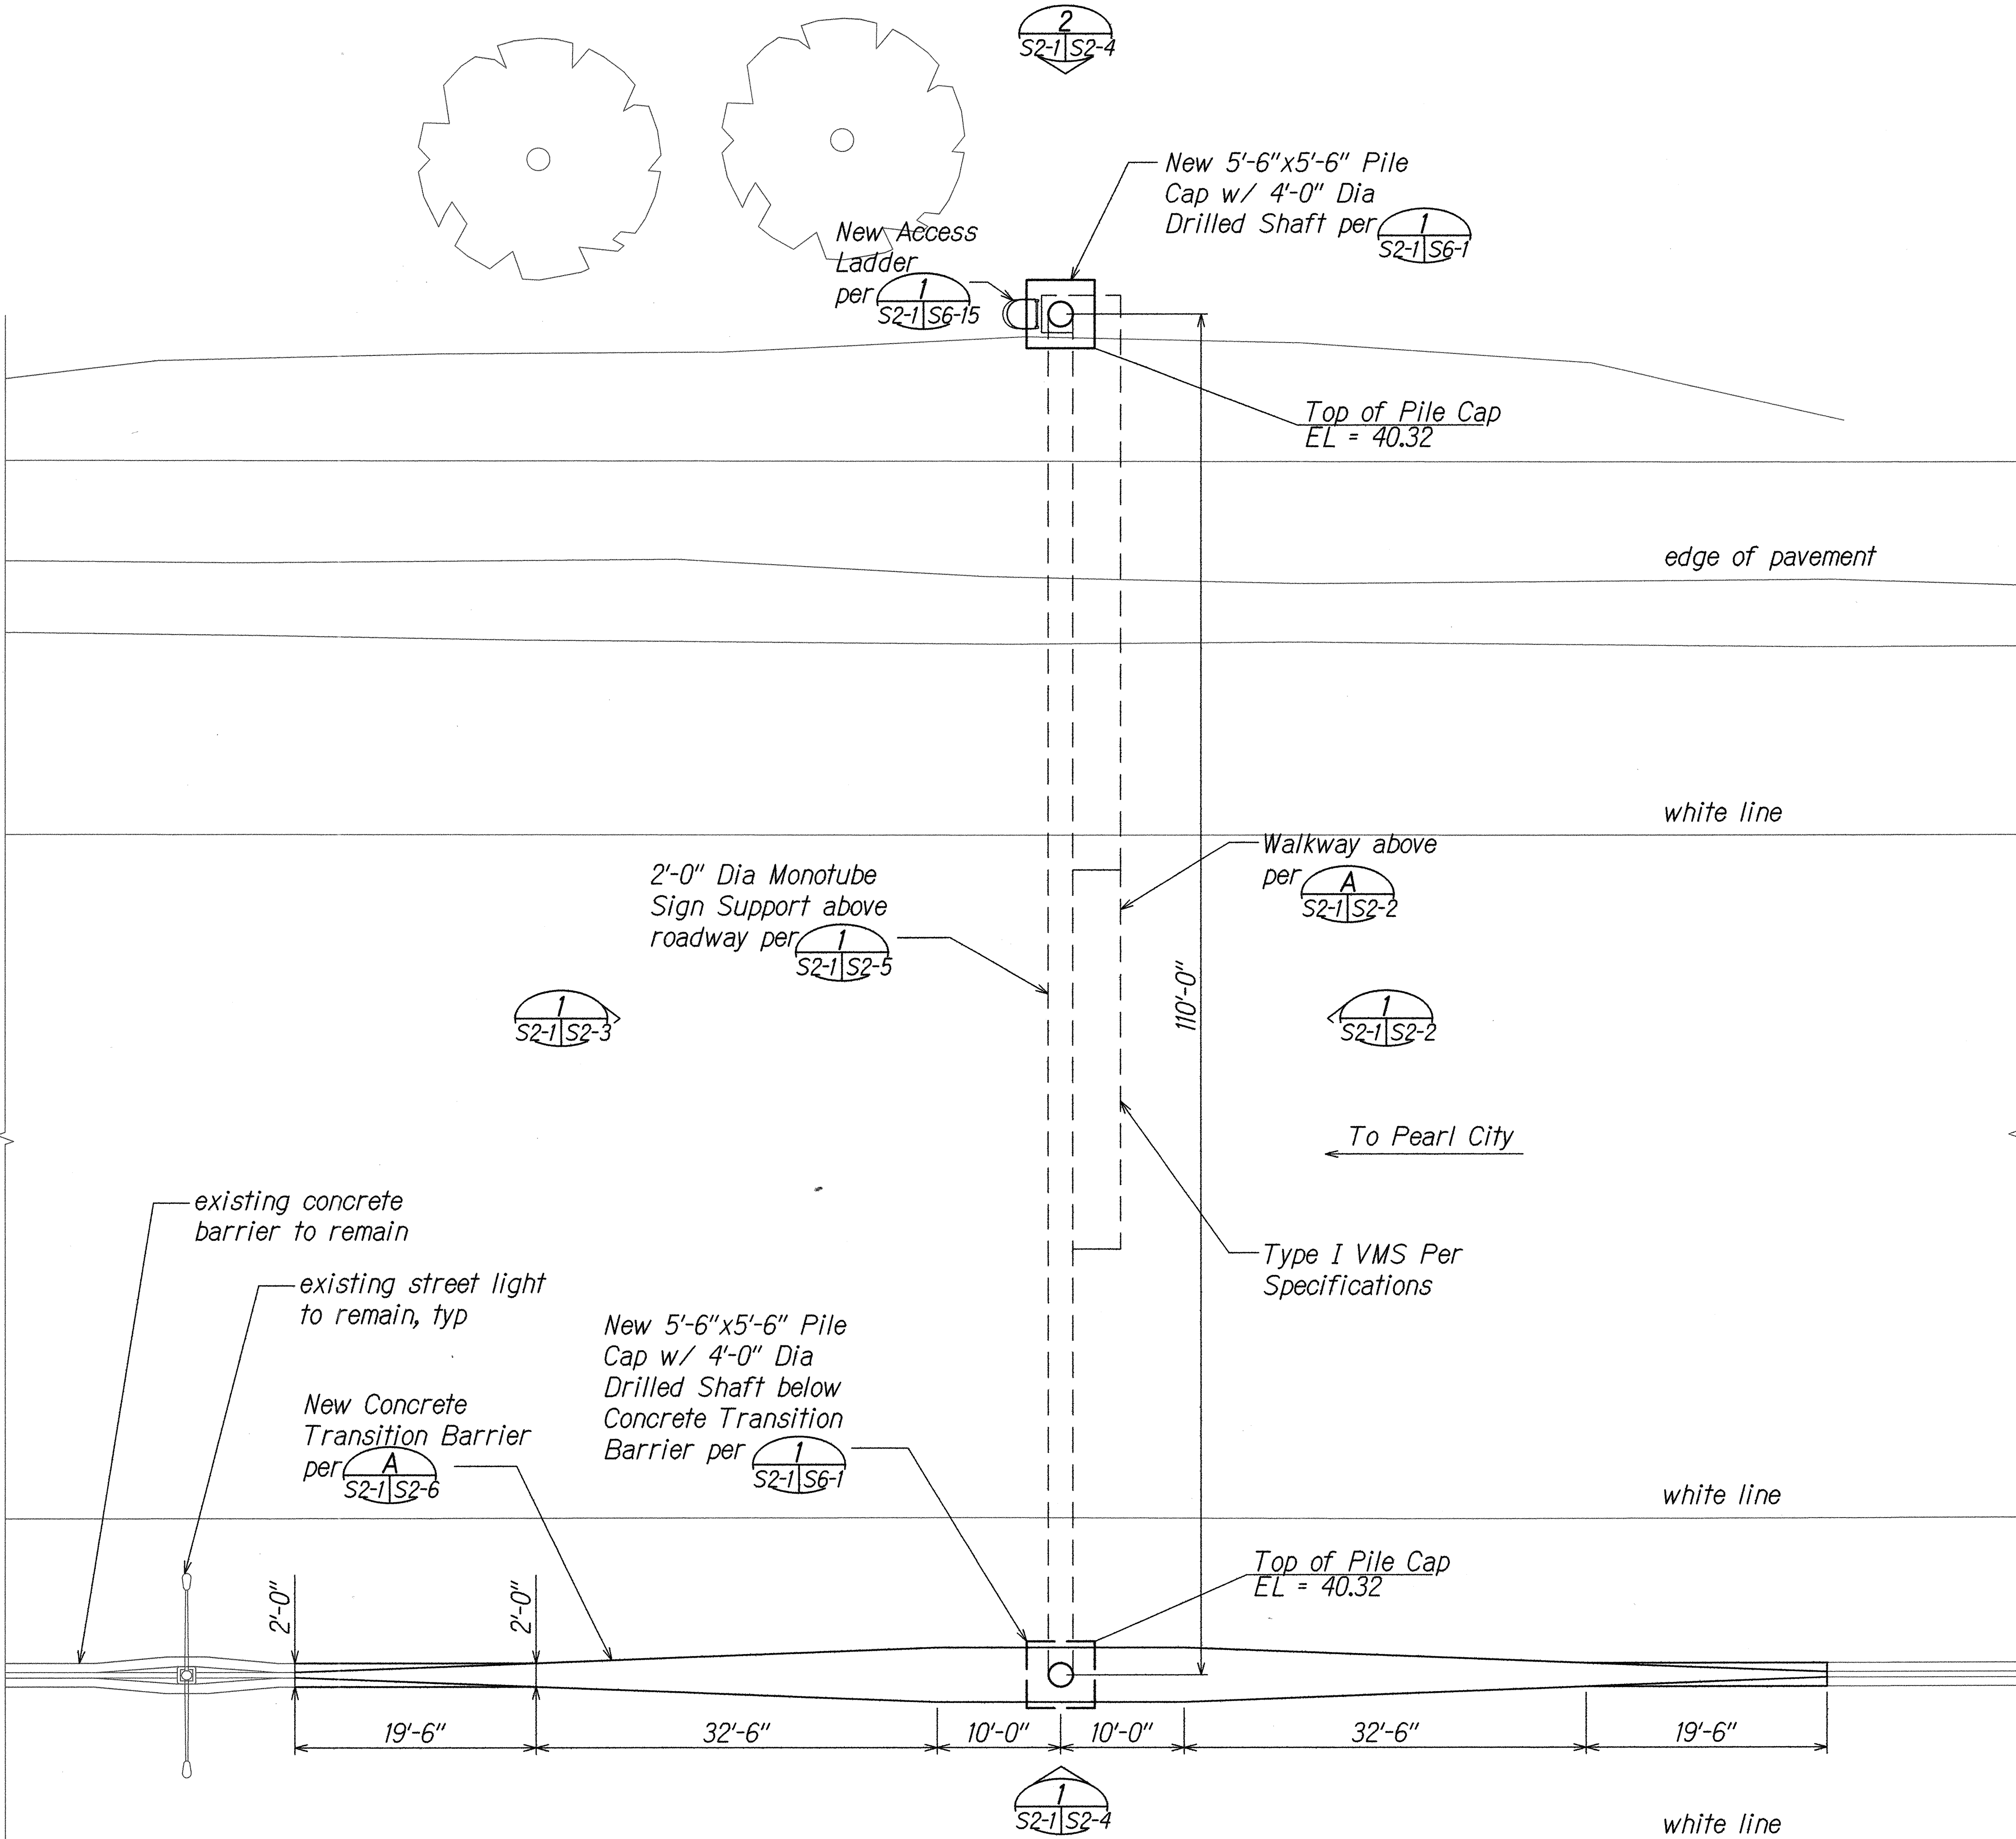 2
S2-1 S2-4
New 5'-6"x5'-6" Pile
Cap w/ 4'-0" Dia
Drilled Shaft per
1
S2-1 S6-1
New Access
Ladder
per
1
S2-1 S6-15
Top of Pile Cap
EL = 40.32
edge of pavement
white line
Walkway above
per
A
S2-1 S2-2
2'-0" Dia Monotube
Sign Support above
roadway per
1
S2-1 S2-5
110'-0"
1
S2-1 S2-3
1
S2-1 S2-2
To Pearl City
existing concrete
barrier to remain
Type I VMS Per
Specifications
existing street light
to remain, typ
New 5'-6"x5'-6" Pile
Cap w/ 4'-0" Dia
Drilled Shaft below
Concrete Transition
Barrier per
1
S2-1 S6-1
New Concrete
Transition Barrier
per
A
S2-1 S2-6
white line
Top of Pile Cap
EL = 40.32
2'-0"
2'-0"
19'-6"
32'-6"
10'-0"
10'-0"
32'-6"
19'-6"
1
S2-1 S2-4
white line